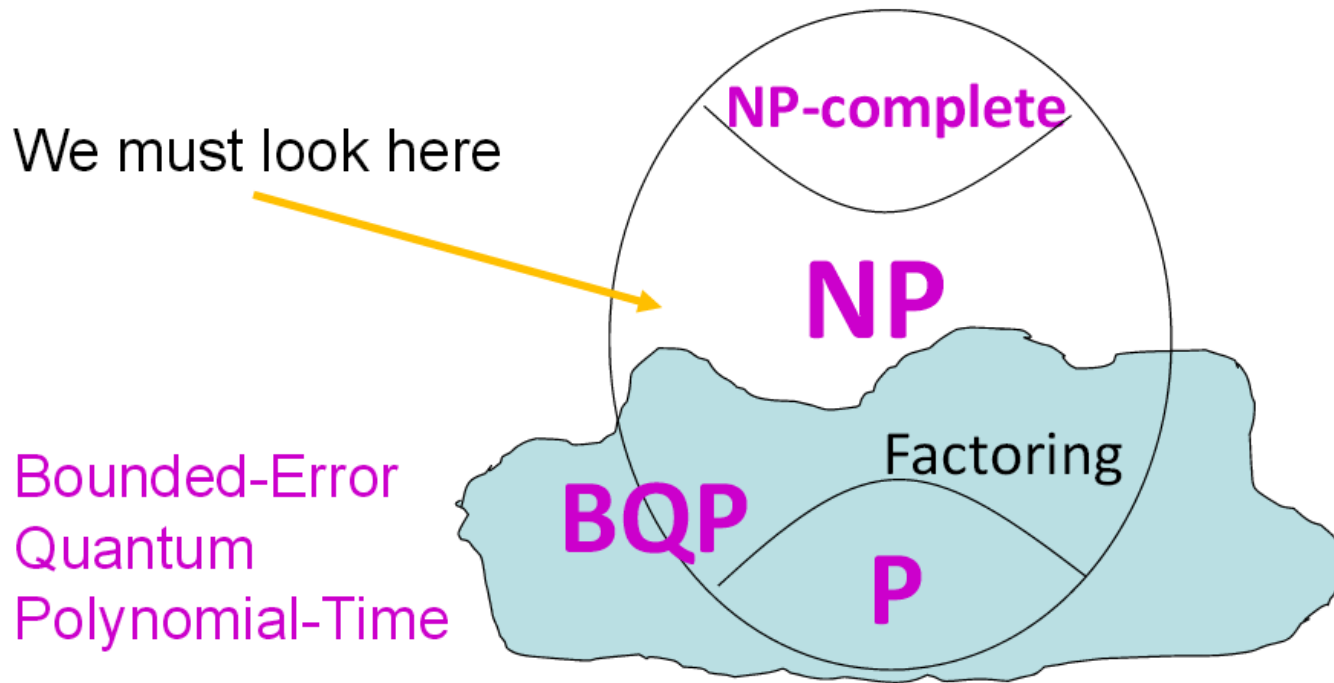 NP-complete
We must look here
NP
Factoring
Bounded-Error
Quantum
Polynomial-Time
BQP
P